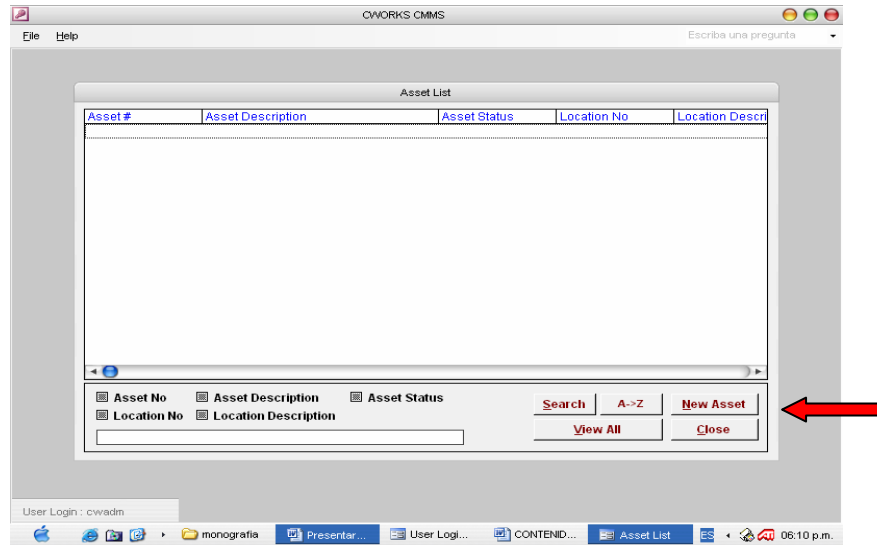 CWORKS CMMS
File Help Escriba una pregunta
Asset List
Asset # Asset Description Asset Status Location No Location Descri
Asset No Asset Description Asset Status
Location No Location Description
Search A->Z New Asset
View All Close
User Login : cwadm
monografia Presentar... User Logi... CONTENID... Asset List ES 06:10 p.m.